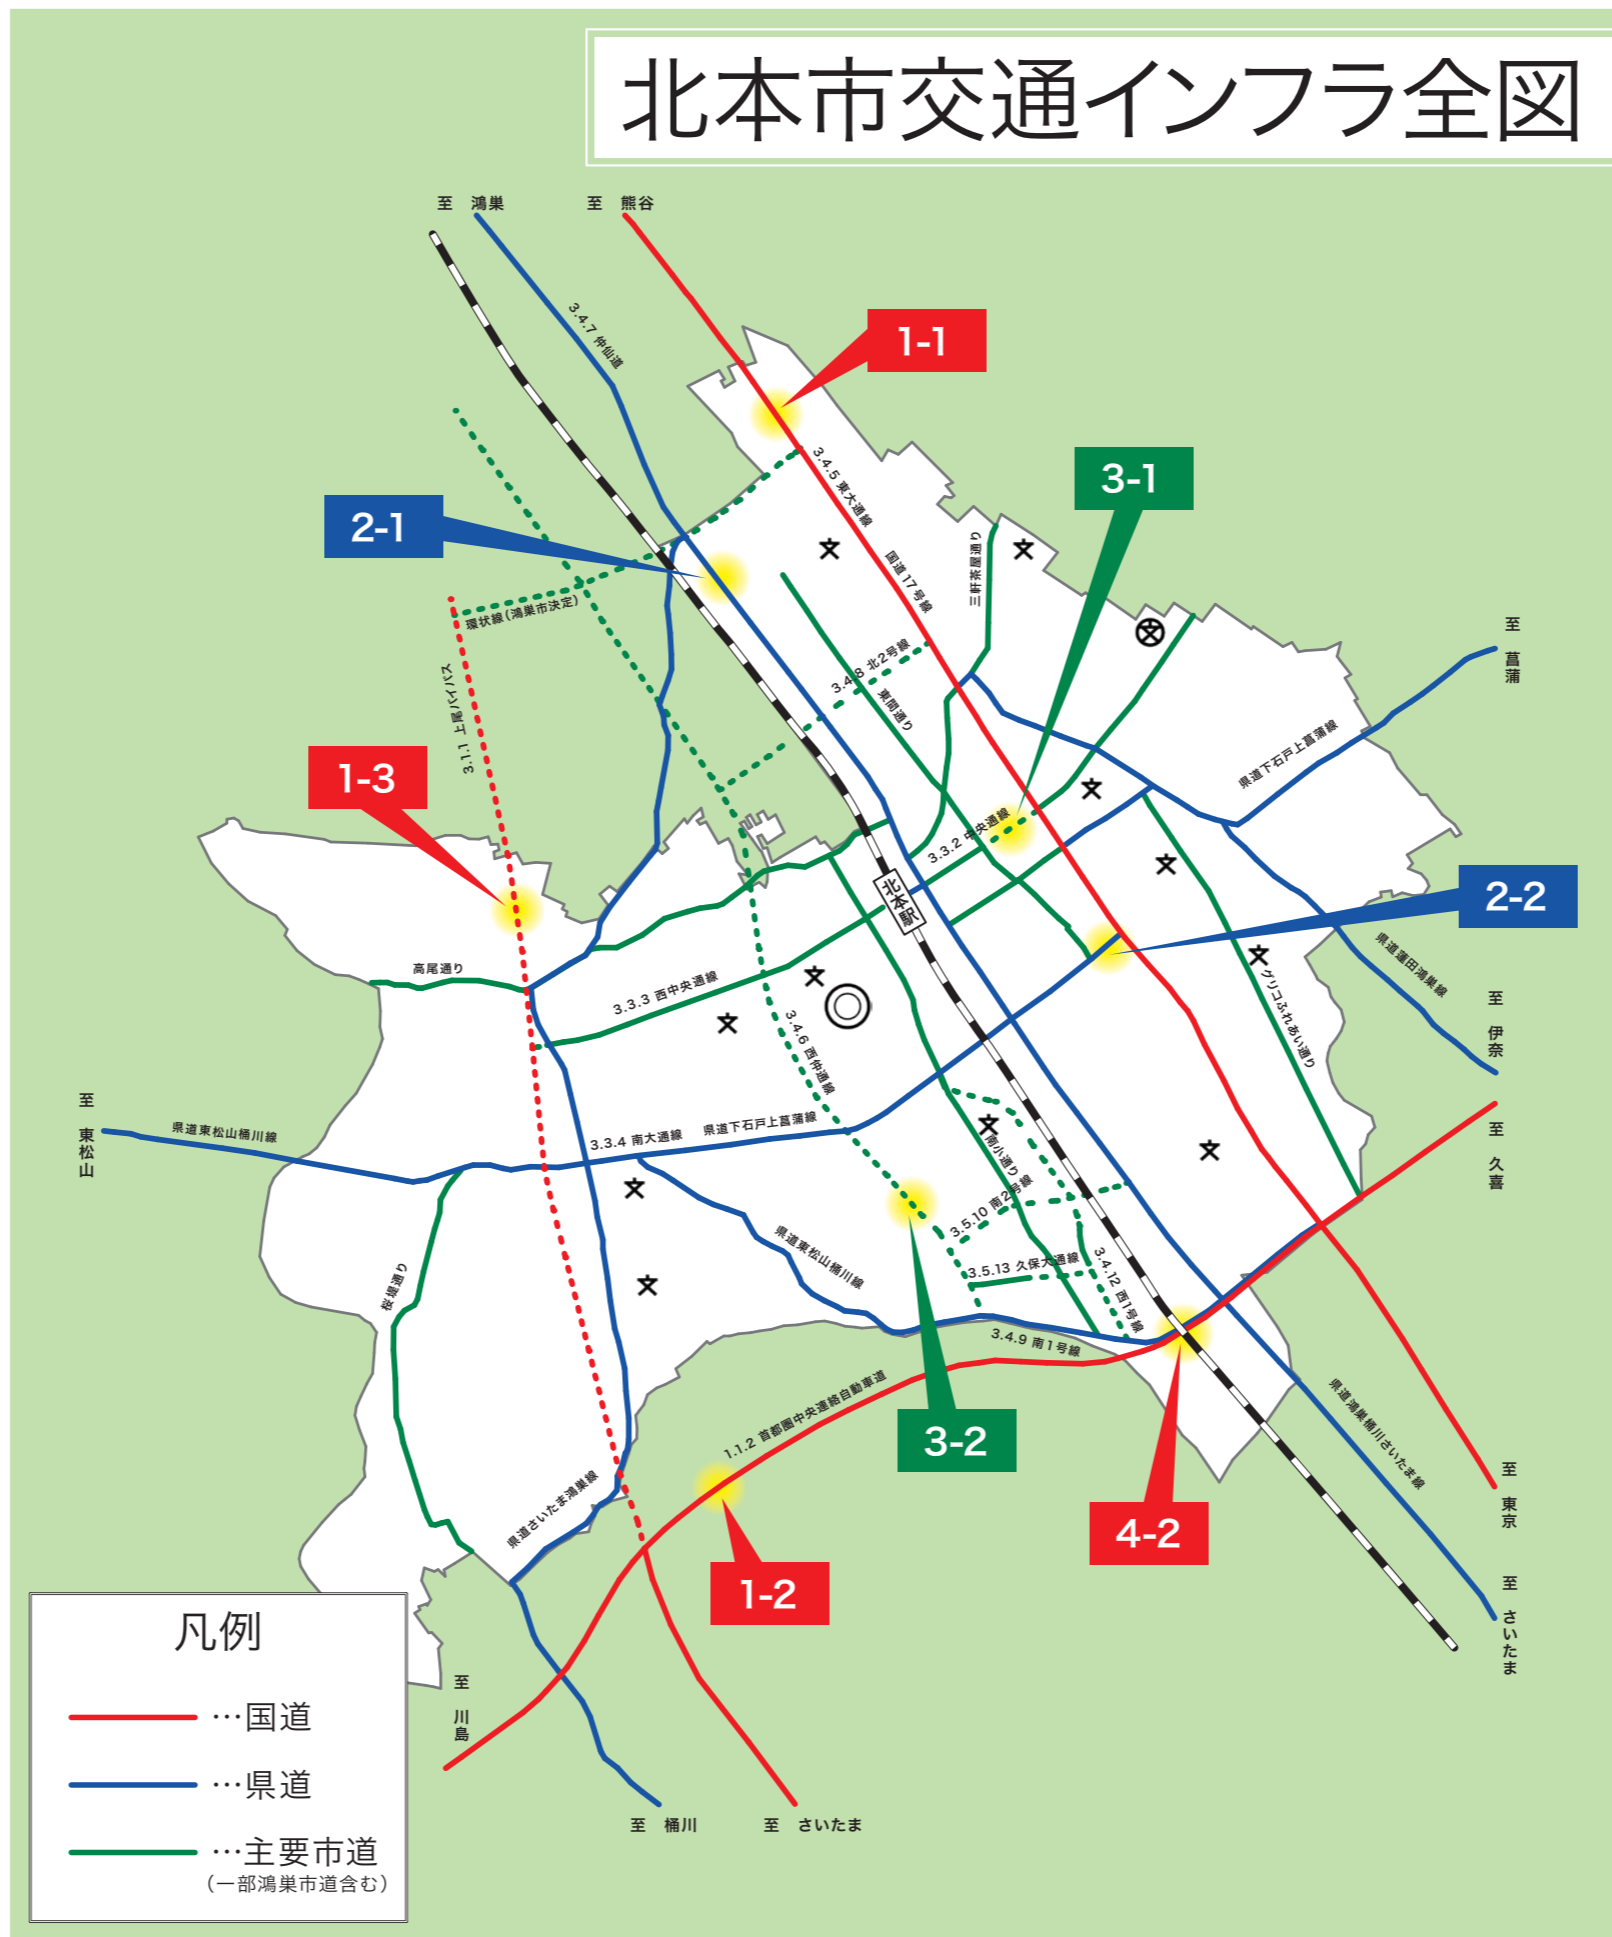 北本市交通インフラ全図
至　鴻巣
至　熊谷
3.4.7 仲仙道
1-1
3.4.5 東大通線
3-1
2-1
国道17号線
三軒茶屋通り
環状線（鴻巣市決定）
至　菖蒲
3.4.8 北2号線
3.1.1 上尾バイパス
東間通り
県道下石戸上菖蒲線
1-3
3.3.2 中央通線
北本駅
2-2
県道蓮田鴻巣線
高尾通り
3.3.3 西中央通線
グリコふれあい通り
至　伊奈
3.4.6 西仲通線
至　東松山
県道東松山桶川線
3.3.4 南大通線
県道下石戸上菖蒲線
南小通り
至　久喜
3.5.10 南2号線
県道東松山桶川線
3.5.13 久保大通線
3.4.12 西1号線
桜堤通り
3.4.9 南1号線
1.1.2 首都圏中央連絡自動車道
3-2
県道鴻巣桶川さいたま線
県道さいたま鴻巣線
4-2
至　東京
1-2
至　さいたま
至　川島
至　桶川
至　さいたま
凡例
…国道
…県道
…主要市道
（一部鴻巣市道含む）